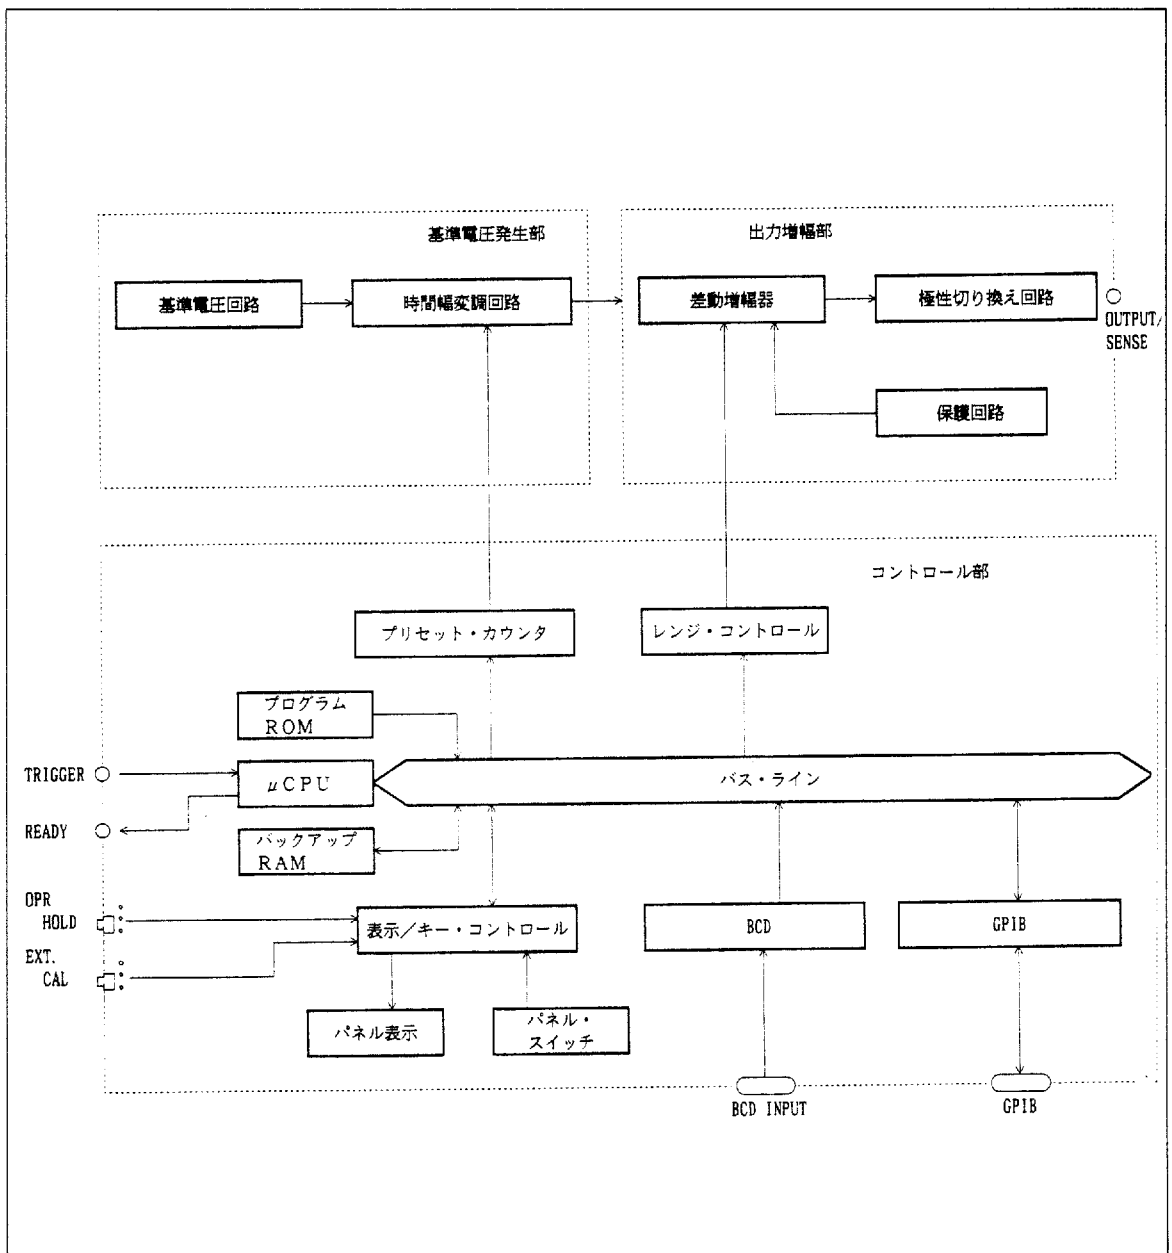 基準電圧発生部
出力増幅部
基準電圧回路
時間幅変調回路
差動増幅器
極性切り換え回路
OUTPUT/
SENSE
保護回路
コントロール部
プリセット・カウンタ
レンジ・コントロール
プログラム
ROM
TRIGGER
μCPU
バス・ライン
READY
バックアップ
RAM
OPR
HOLD
表示/キー・コントロール
BCD
GPIB
EXT.
CAL
パネル表示
パネル・
スイッチ
BCD INPUT
GPIB